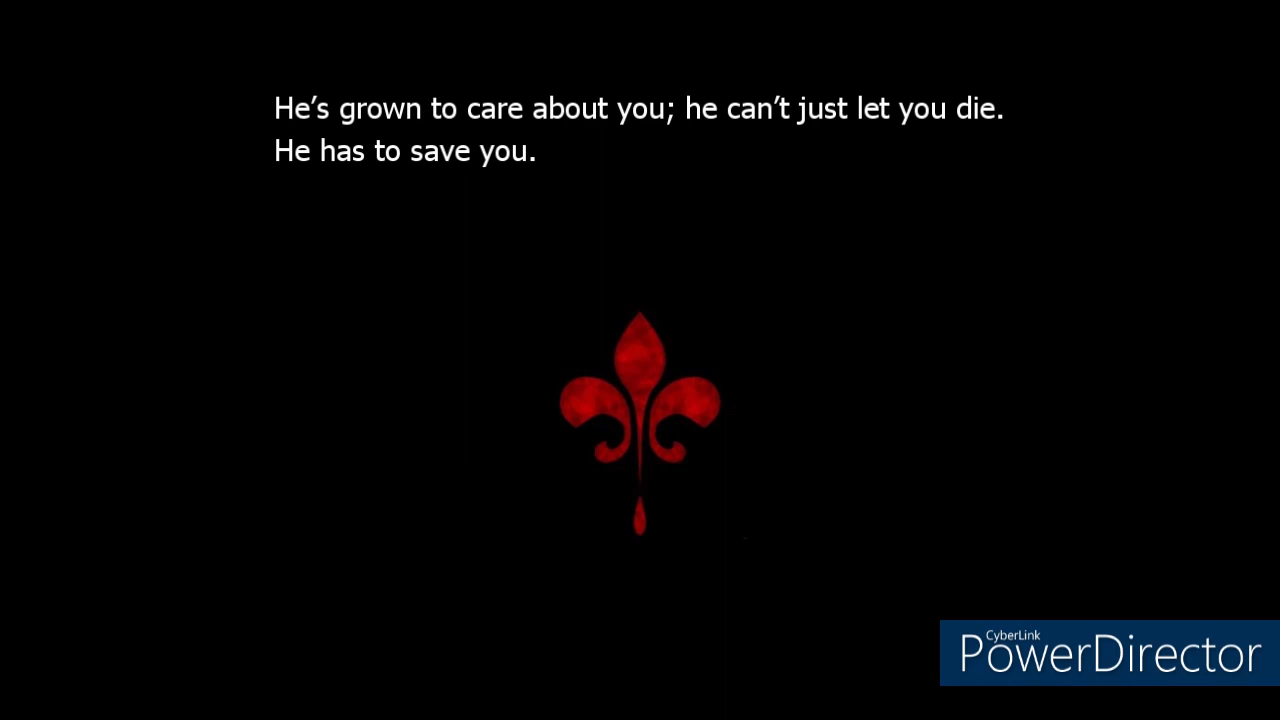 He’s grown to care about you; he can’t just let you die.
He has to save you.
CyberLink
PowerDirector